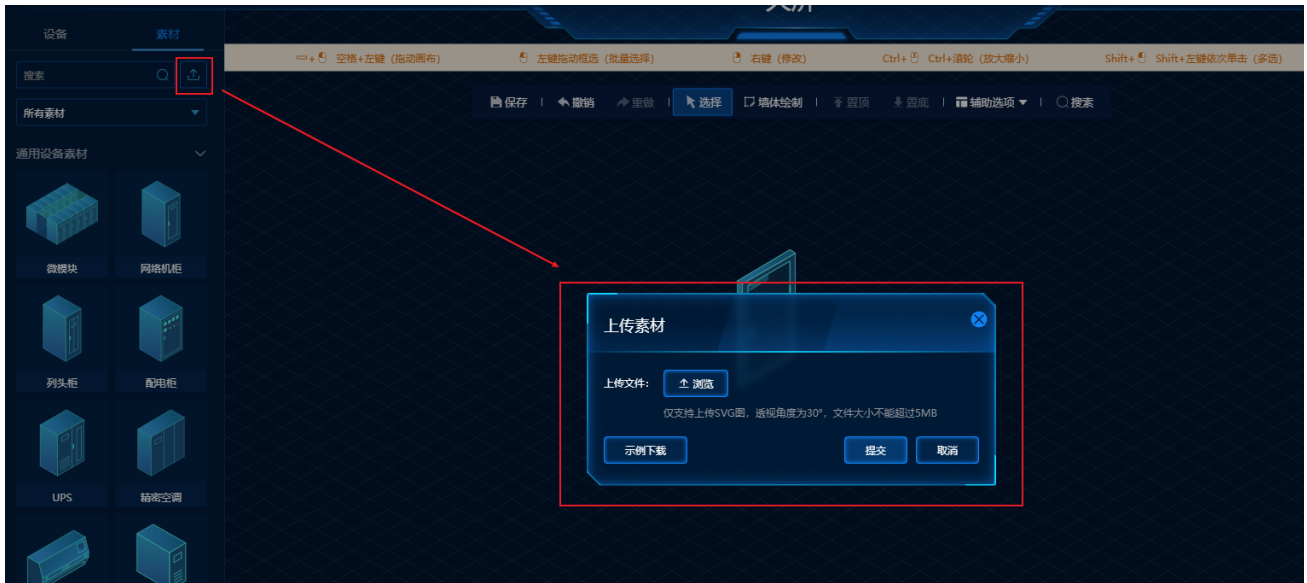 大屏
设备 素材
空格+左键 (拖动画布) 左键拖动框选 (批量选择) 右键 (修改) Ctrl+ Ctrl+滚轮 (放大缩小) Shift+ Shift+左键依次单击 (多选)
搜索
保存 撤销 重做 选择 墙体绘制 置顶 置底 辅助选项 搜索
所有素材
通用设备素材
微模块 网络机柜
列头柜 配电柜
UPS 精密空调
上传素材
上传文件: 浏览
仅支持上传SVG图，透视角度为30°，文件大小不能超过5MB
示例下载 提交 取消